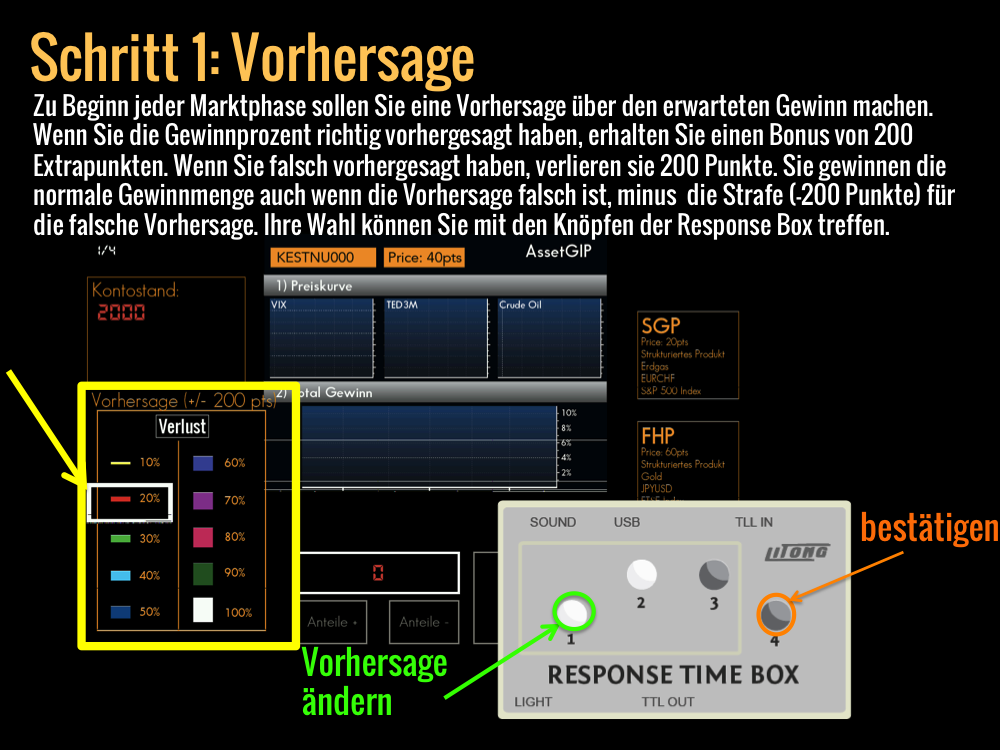 Schritt 1: Vorhersage
Zu Beginn jeder Marktphase sollen Sie eine Vorhersage über den erwarteten Gewinn machen.
Wenn Sie die Gewinnprozent richtig vorhergesagt haben, erhalten Sie einen Bonus von 200
Extrapunkten. Wenn Sie falsch vorhergesagt haben, verlieren sie 200 Punkte. Sie gewinnen die
normale Gewinnmenge auch wenn die Vorhersage falsch ist, minus die Strafe (-200 Punkte) für
die falsche Vorhersage. Ihre Wahl können Sie mit den Knöpfen der Response Box treffen.
1/4
KESTNU000
Price: 40pts
AssetGIP
Kontostand:
2000
1) Preiskurve
VIX
TED3M
Crude Oil
SGP
Price: 20pts
Strukturiertes Produkt
Erdgas
EURCHF
S&P 500 Index
2) Total Gewinn
10%
8%
6%
4%
2%
FHP
Price: 60pts
Strukturiertes Produkt
Gold
JPYUSD
Vorhersage (+/- 200 pts)
Verlust
10%
60%
20%
70%
30%
80%
40%
90%
50%
100%
0
Anteile +
Anteile -
SOUND
USB
TLL IN
LITONG
bestätigen
1
2
3
4
RESPONSE TIME BOX
LIGHT
TTL OUT
Vorhersage
ändern